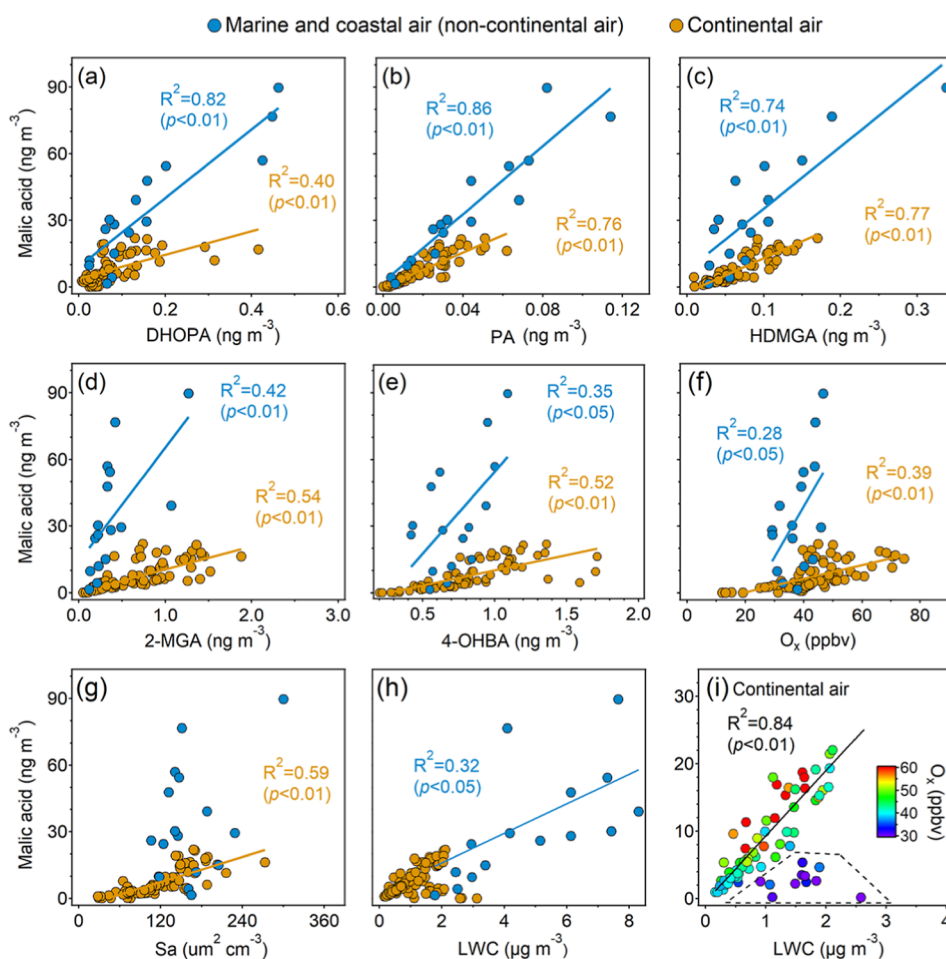 Marine and coastal air (non-continental air) Continental air
(a)
R²=0.82
(p<0.01)
R²=0.40
(p<0.01)
90
60
30
0
Malic acid (ng m⁻³)
0.0 0.2 0.4 0.6
DHOPA (ng m⁻³)
(b)
R²=0.86
(p<0.01)
R²=0.76
(p<0.01)
0.00 0.04 0.08 0.12
PA (ng m⁻³)
(c)
R²=0.74
(p<0.01)
R²=0.77
(p<0.01)
0.0 0.1 0.2 0.3
HDMGA (ng m⁻³)
(d)
R²=0.42
(p<0.01)
R²=0.54
(p<0.01)
90
60
30
0
Malic acid (ng m⁻³)
0.0 1.0 2.0 3.0
2-MGA (ng m⁻³)
(e)
R²=0.35
(p<0.05)
R²=0.52
(p<0.01)
0.5 1.0 1.5 2.0
4-OHBA (ng m⁻³)
(f)
R²=0.28
(p<0.05)
R²=0.39
(p<0.01)
0 20 40 60 80
Oₓ (ppbv)
(g)
R²=0.59
(p<0.01)
90
60
30
0
Malic acid (ng m⁻³)
0 120 240 360
Sa (um² cm⁻³)
(h)
R²=0.32
(p<0.05)
0 2 4 6 8
LWC (µg m⁻³)
(i) Continental air
R²=0.84
(p<0.01)
30
20
10
0
60
50
40
30
Oₓ (ppbv)
0 1 2 3 4
LWC (µg m⁻³)